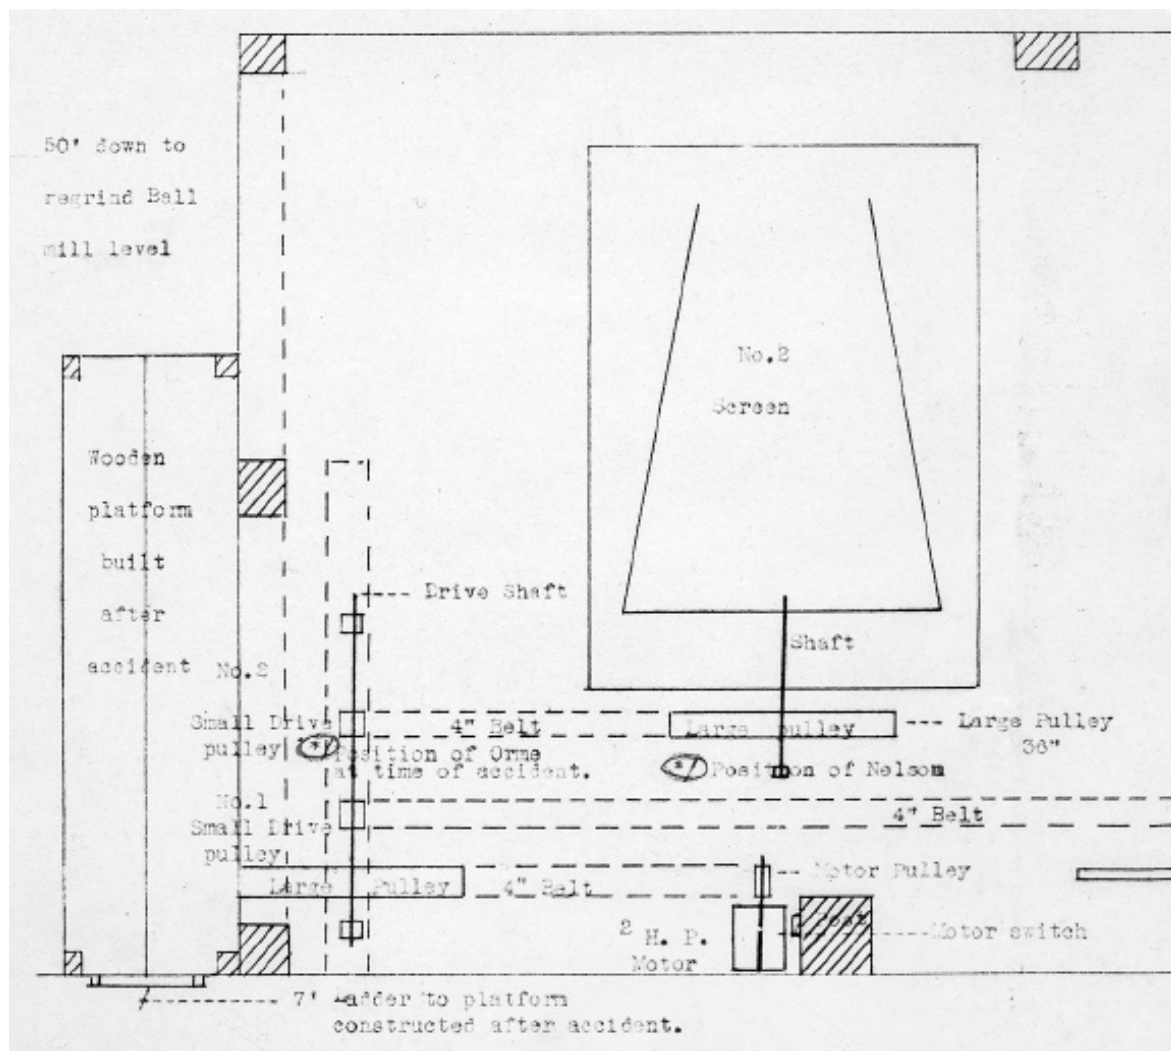 50' down to
regrind Ball
mill level
No.2
Screen
Wooden
platform
built
after
accident
Drive Shaft
Shaft
No.2
Small Drive
pulley
4" Belt
Large pulley
Large Pulley
36"
Position of Orme
at time of accident.
Position of Nelson
No.1
Small Drive
pulley
4" Belt
Large Pulley
4" Belt
Motor Pulley
2 H. P.
Motor
Post
Motor switch
7' Ladder to platform
constructed after accident.